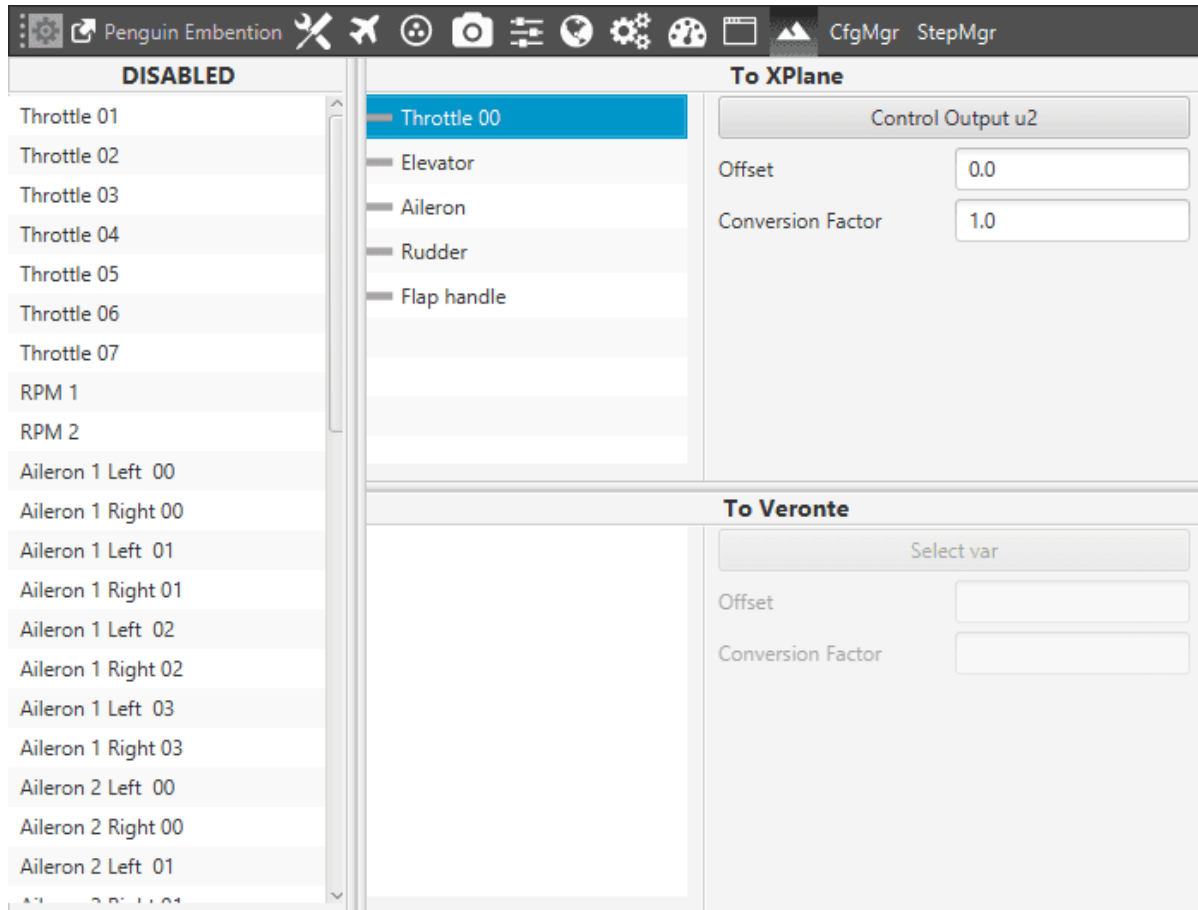 Penguin Embention CfgMgr StepMgr
DISABLED
Throttle 01
Throttle 02
Throttle 03
Throttle 04
Throttle 05
Throttle 06
Throttle 07
RPM 1
RPM 2
Aileron 1 Left 00
Aileron 1 Right 00
Aileron 1 Left 01
Aileron 1 Right 01
Aileron 1 Left 02
Aileron 1 Right 02
Aileron 1 Left 03
Aileron 1 Right 03
Aileron 2 Left 00
Aileron 2 Right 00
Aileron 2 Left 01
To XPlane
Throttle 00
Elevator
Aileron
Rudder
Flap handle
Control Output u2
Offset 0.0
Conversion Factor 1.0
To Veronte
Select var
Offset
Conversion Factor